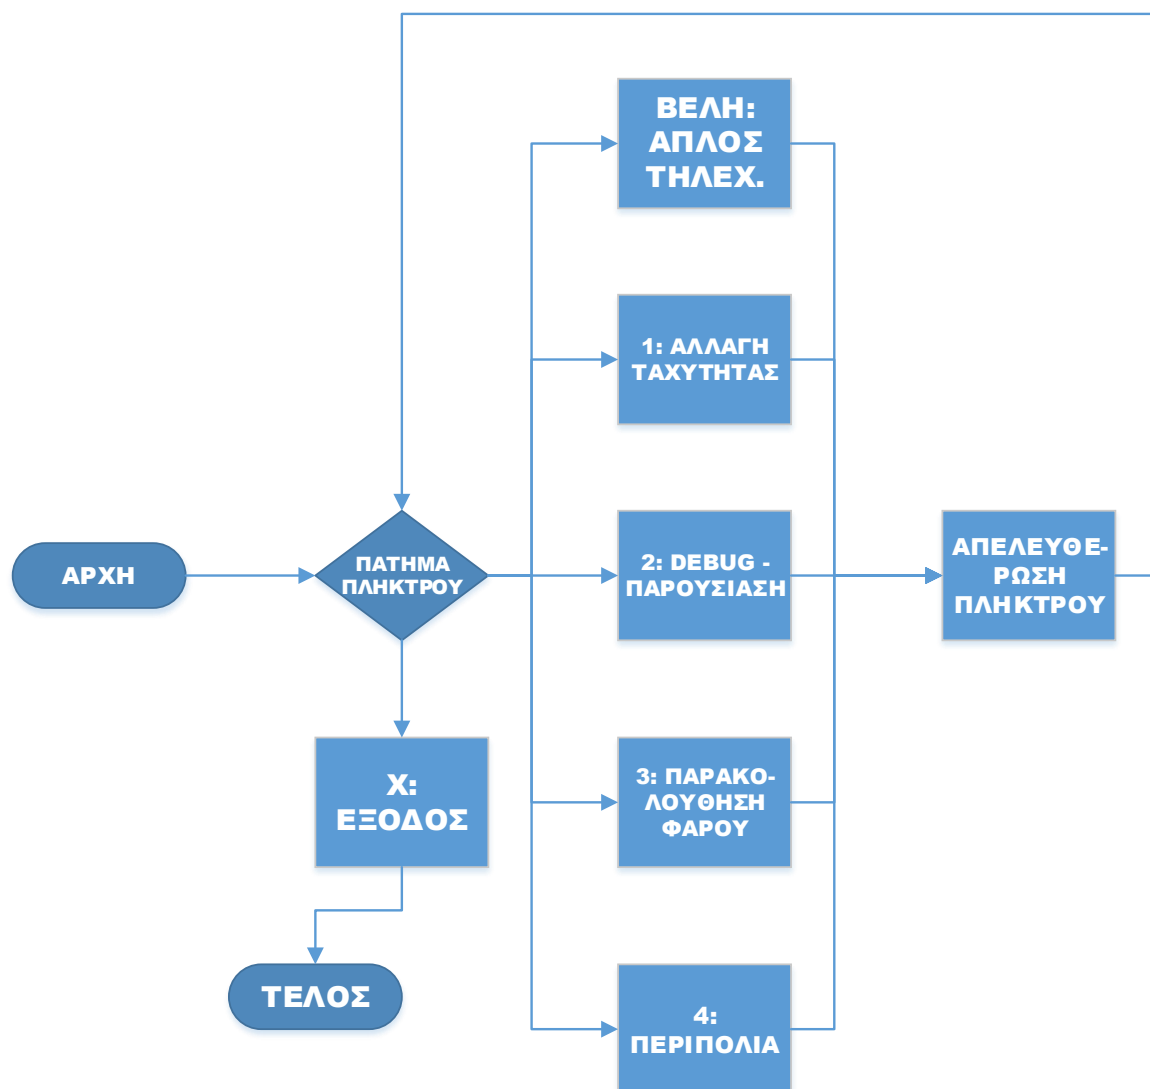 ΒΕΛΗ:
ΑΠΛΟΣ
ΤΗΛΕΧ.
1: ΑΛΛΑΓΗ
ΤΑΧΥΤΗΤΑΣ
ΑΡΧΗ
ΠΑΤΗΜΑ
ΠΛΗΚΤΡΟΥ
2: DEBUG -
ΠΑΡΟΥΣΙΑΣΗ
ΑΠΕΛΕΥΘΕ-
ΡΩΣΗ
ΠΛΗΚΤΡΟΥ
Χ:
ΕΞΟΔΟΣ
3: ΠΑΡΑΚΟ-
ΛΟΥΘΗΣΗ
ΦΑΡΟΥ
ΤΕΛΟΣ
4:
ΠΕΡΙΠΟΛΙΑ